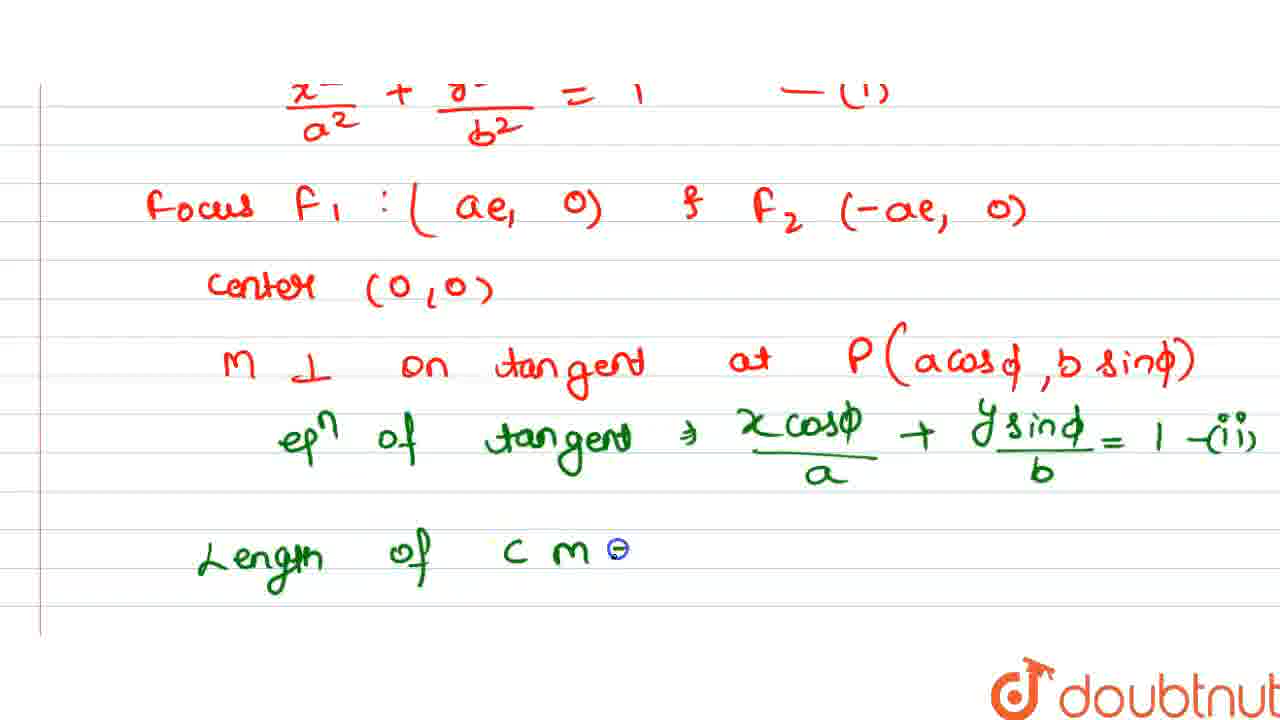 x² / a² + y² / b² = 1 — (i)
Focus F₁ : (ae, 0) & F₂ (-ae, 0)
center (0,0)
M ⊥ on tangent at P(a cosϕ, b sinϕ)
eqⁿ of tangent ⇒ x cosϕ / a + y sinϕ / b = 1 -(ii)
Length of C M =
doubtnut